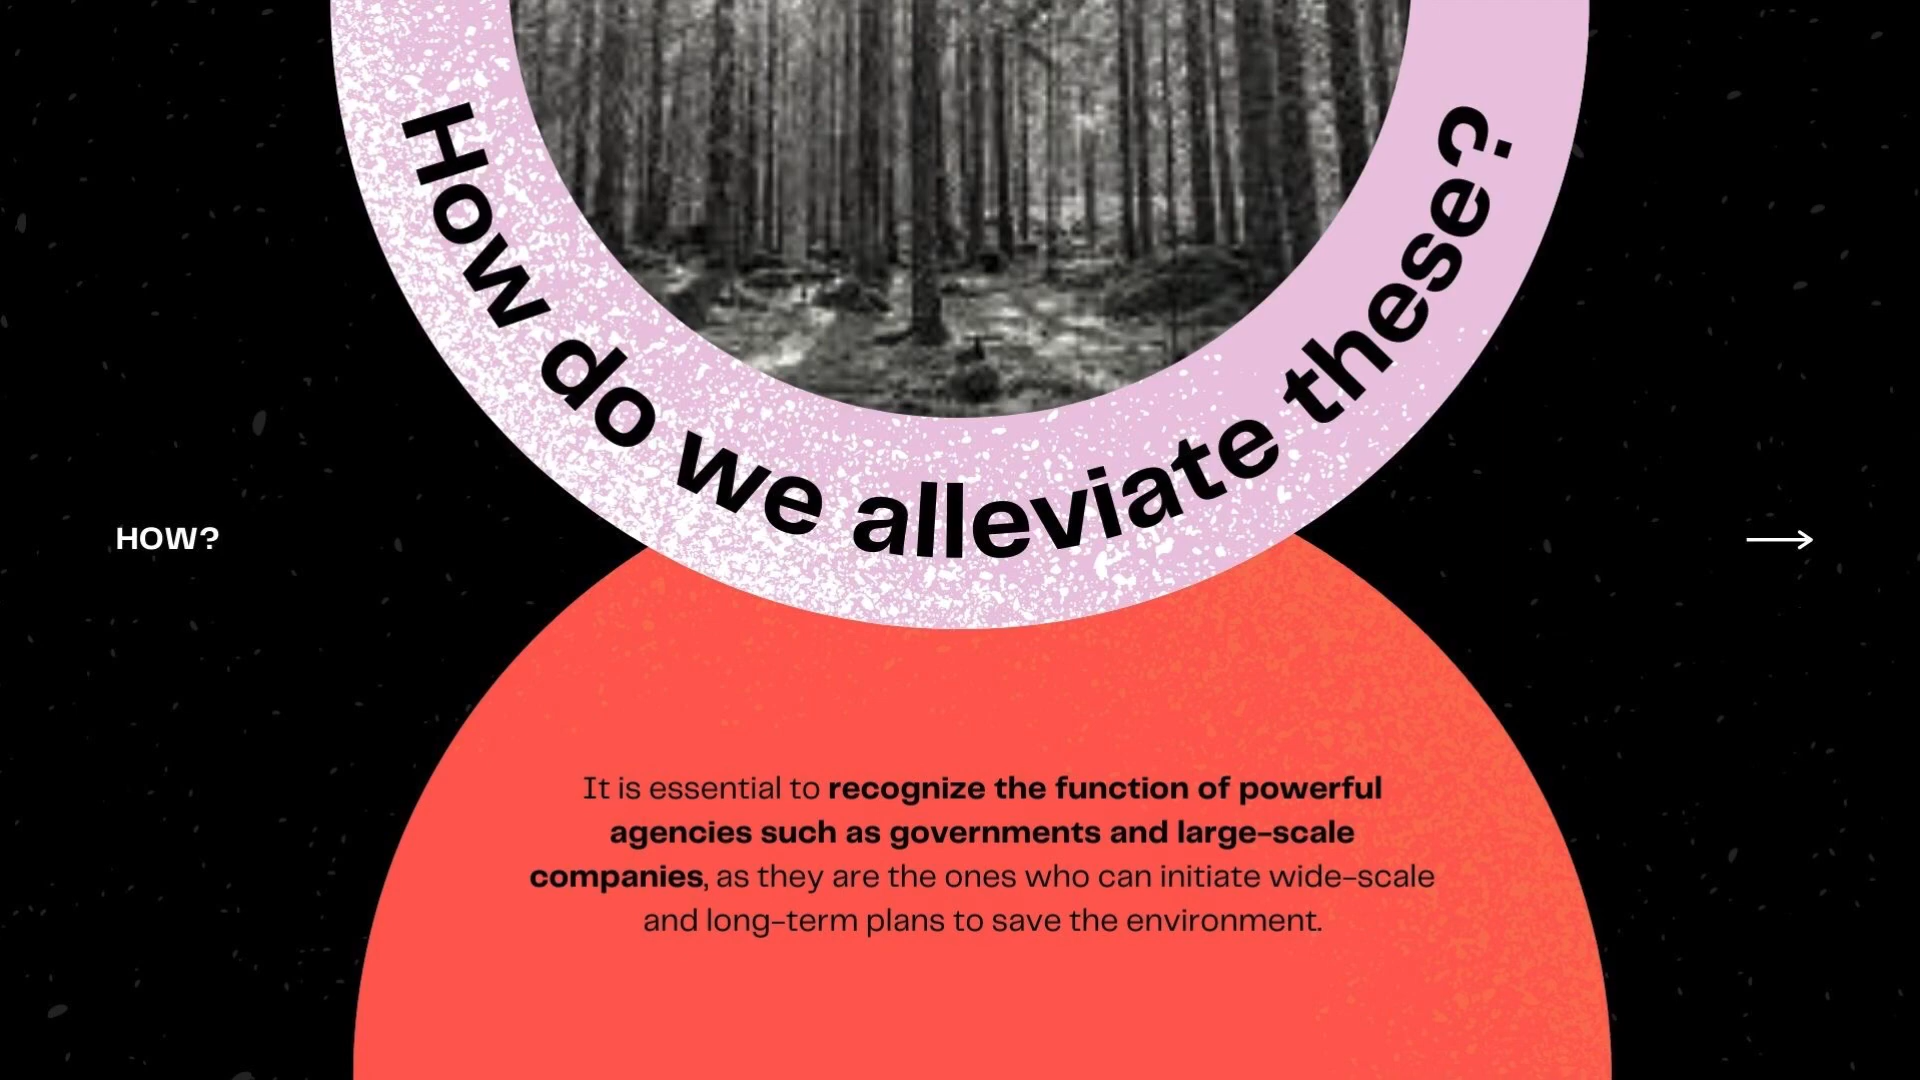 How do we alleviate these?
HOW?
It is essential to recognize the function of powerful
agencies such as governments and large-scale
companies, as they are the ones who can initiate wide-scale
and long-term plans to save the environment.